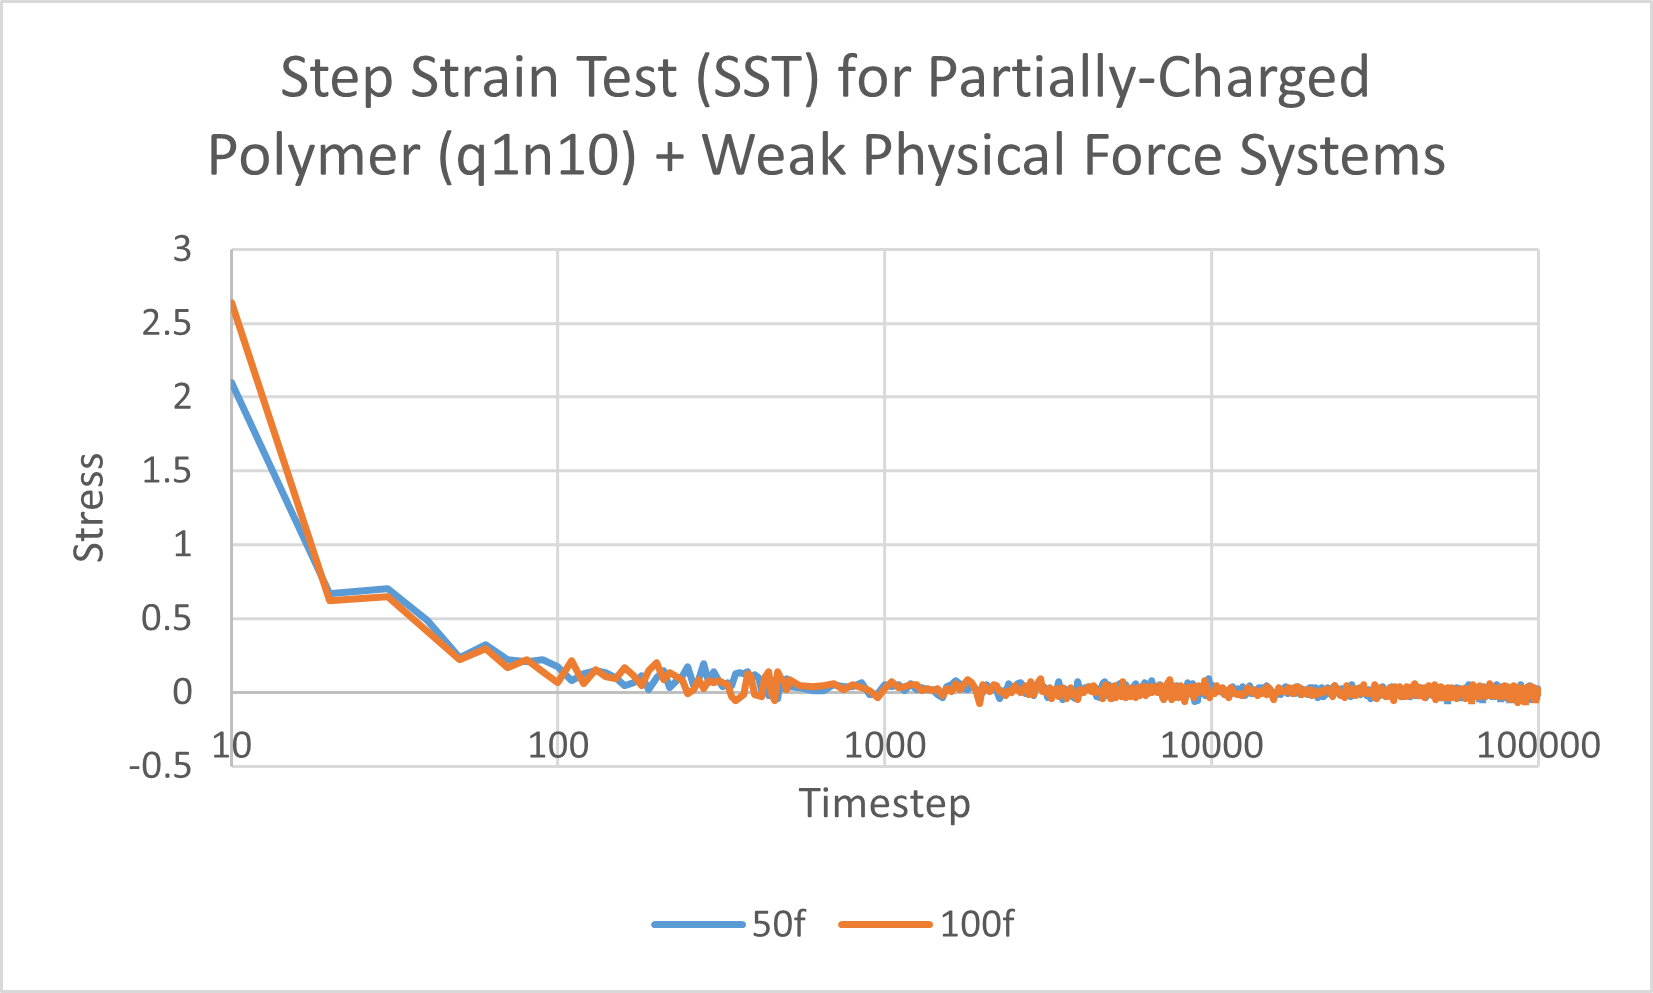 Step Strain Test (SST) for Partially-Charged
Polymer (q1n10) + Weak Physical Force Systems
3
2.5
2
1.5
1
0.5
0
-0.5
Stress
10 100 1000 10000 100000
Timestep
50f 100f